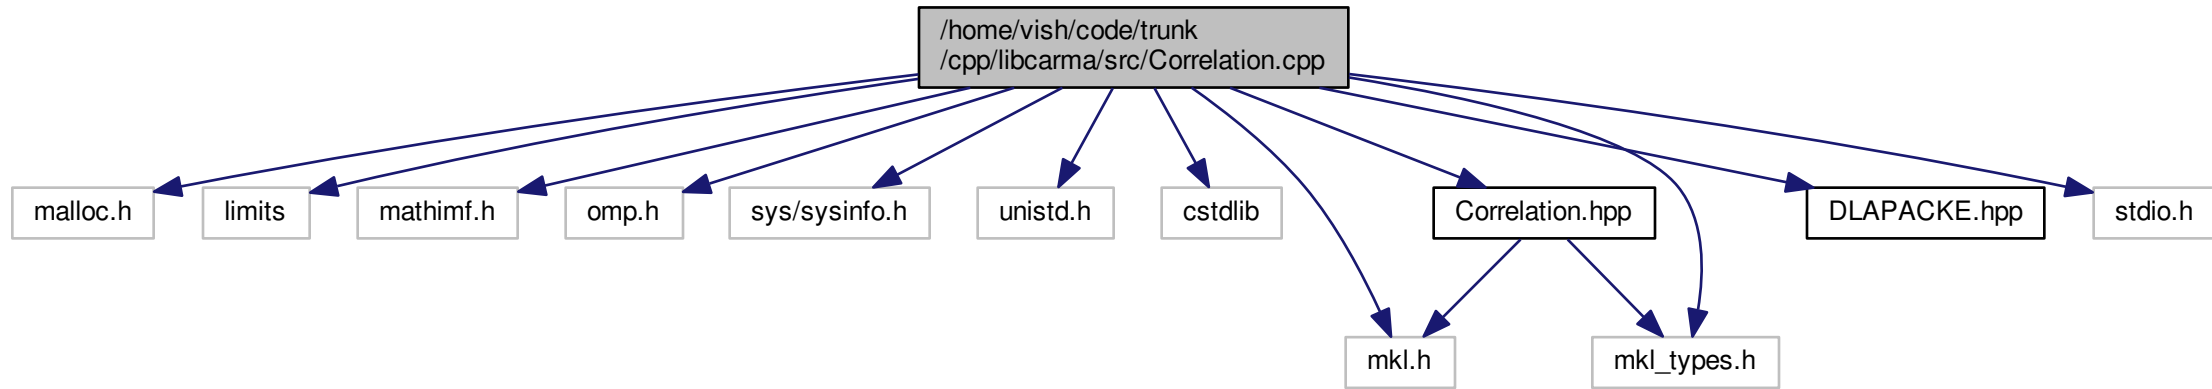 /home/vish/code/trunk
/cpp/libcarma/src/Correlation.cpp
malloc.h
limits
mathimf.h
omp.h
sys/sysinfo.h
unistd.h
cstdlib
Correlation.hpp
DLAPACKE.hpp
stdio.h
mkl.h
mkl_types.h